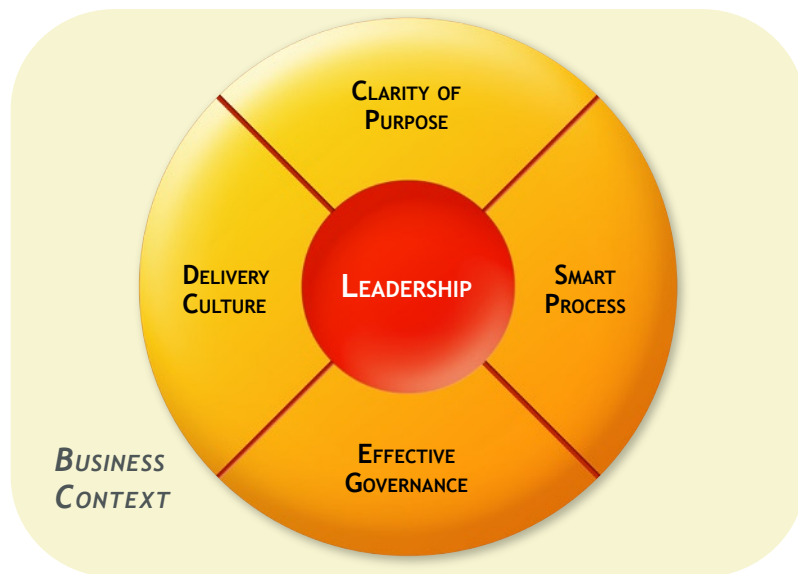 Clarity of
Purpose
Delivery
Culture
Leadership
Smart
Process
Effective
Governance
Business
Context